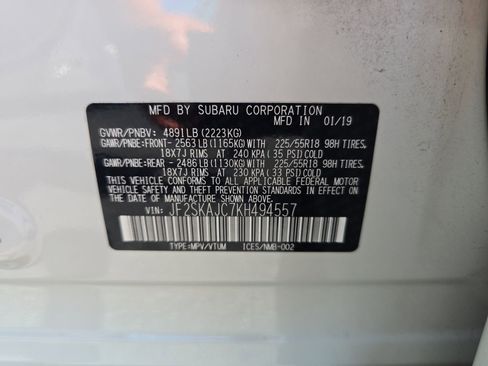 MFD BY SUBARU CORPORATION
MFD IN 01/19
GVWR/PNBV: 4891LB(2223KG)
GAWR/PNBE:FRONT- 2563LB(1165KG)WITH 225/55R18 98H TIRES,
18X7J RIMS AT 240 KPA(35 PSI)COLD
GAWR/PNBE:REAR - 2486LB(1130KG)WITH 225/55R18 98H TIRES,
18X7J RIMS AT 230 KPA(33 PSI)COLD
THIS VEHICLE CONFORMS TO ALL APPLICABLE FEDERAL MOTOR
VEHICLE SAFETY AND THEFT PREVENTION STANDARDS IN EFFECT
ON THE DATE OF MANUFACTURE SHOWN ABOVE.
VIN: JF2SKAJC7KH494557
TYPE:MPV/VTUM ICES/NMB-002